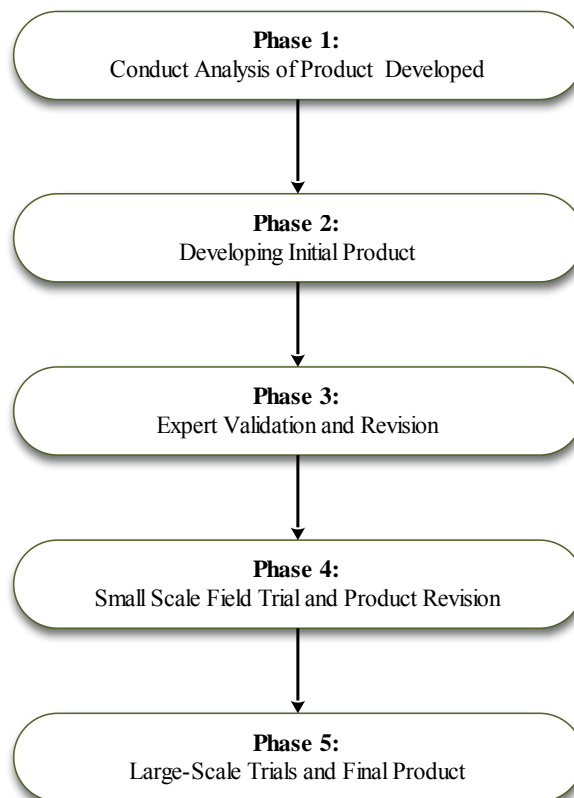 Phase 1:
Conduct Analysis of Product Developed
Phase 2:
Developing Initial Product
Phase 3:
Expert Validation and Revision
Phase 4:
Small Scale Field Trial and Product Revision
Phase 5:
Large-Scale Trials and Final Product